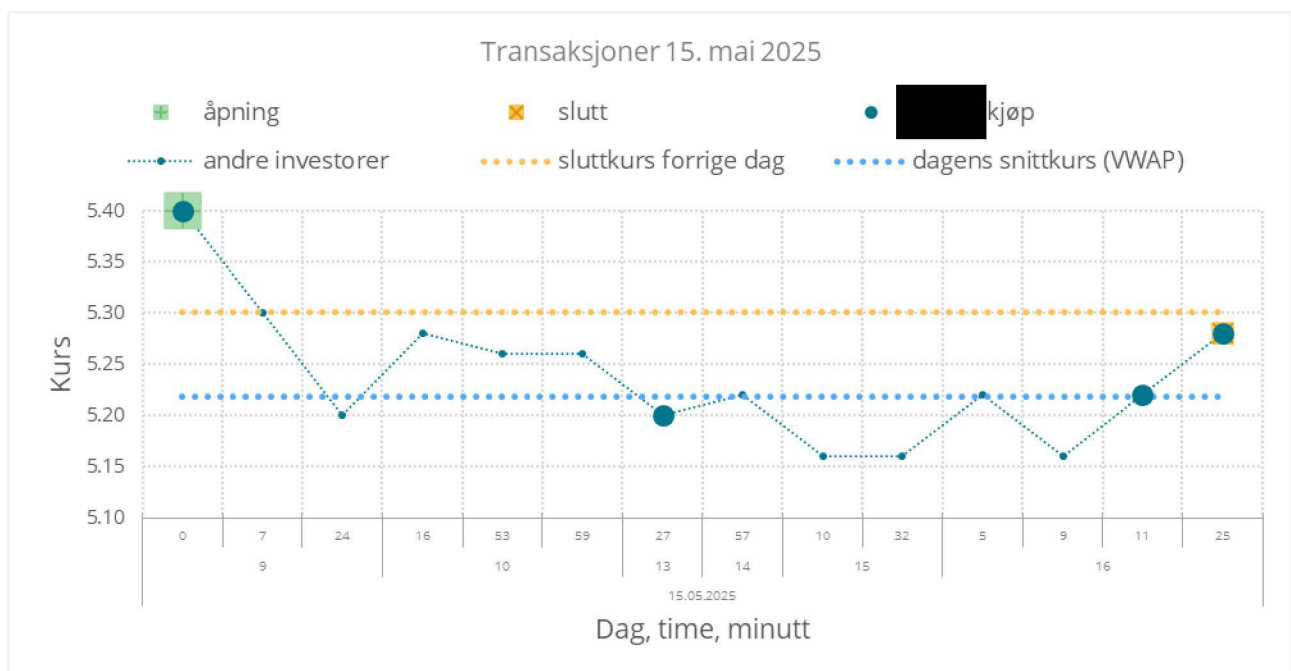 Transaksjoner 15. mai 2025
åpning slutt kjøp
andre investorer sluttkurs forrige dag dagens snittkurs (VWAP)
5.40
5.35
5.30
5.25
5.20
5.15
5.10
Kurs
0 7 24 16 53 59 27 57 10 32 5 9 11 25
9 10 13 14 15 16
15.05.2025
Dag, time, minutt